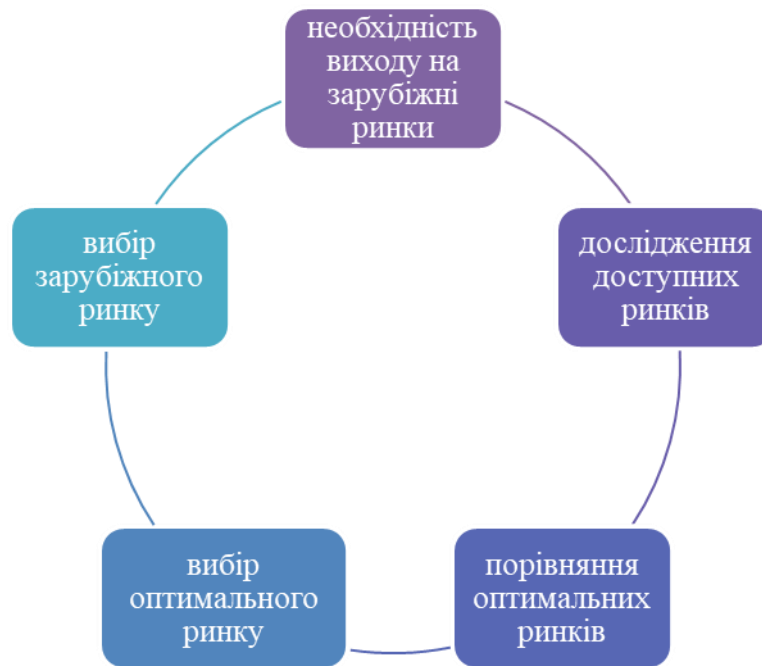 необхідність
виходу на
зарубіжні
ринки
дослідження
доступних
ринків
порівняння
оптимальних
ринків
вибір
оптимального
ринку
вибір
зарубіжного
ринку